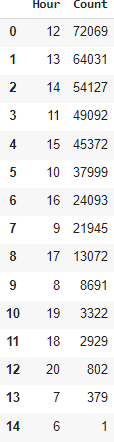 Hour Count
0 12 72069
1 13 64031
2 14 54127
3 11 49092
4 15 45372
5 10 37999
6 16 24093
7 9 21945
8 17 13072
9 8 8691
10 19 3322
11 18 2929
12 20 802
13 7 379
14 6 1